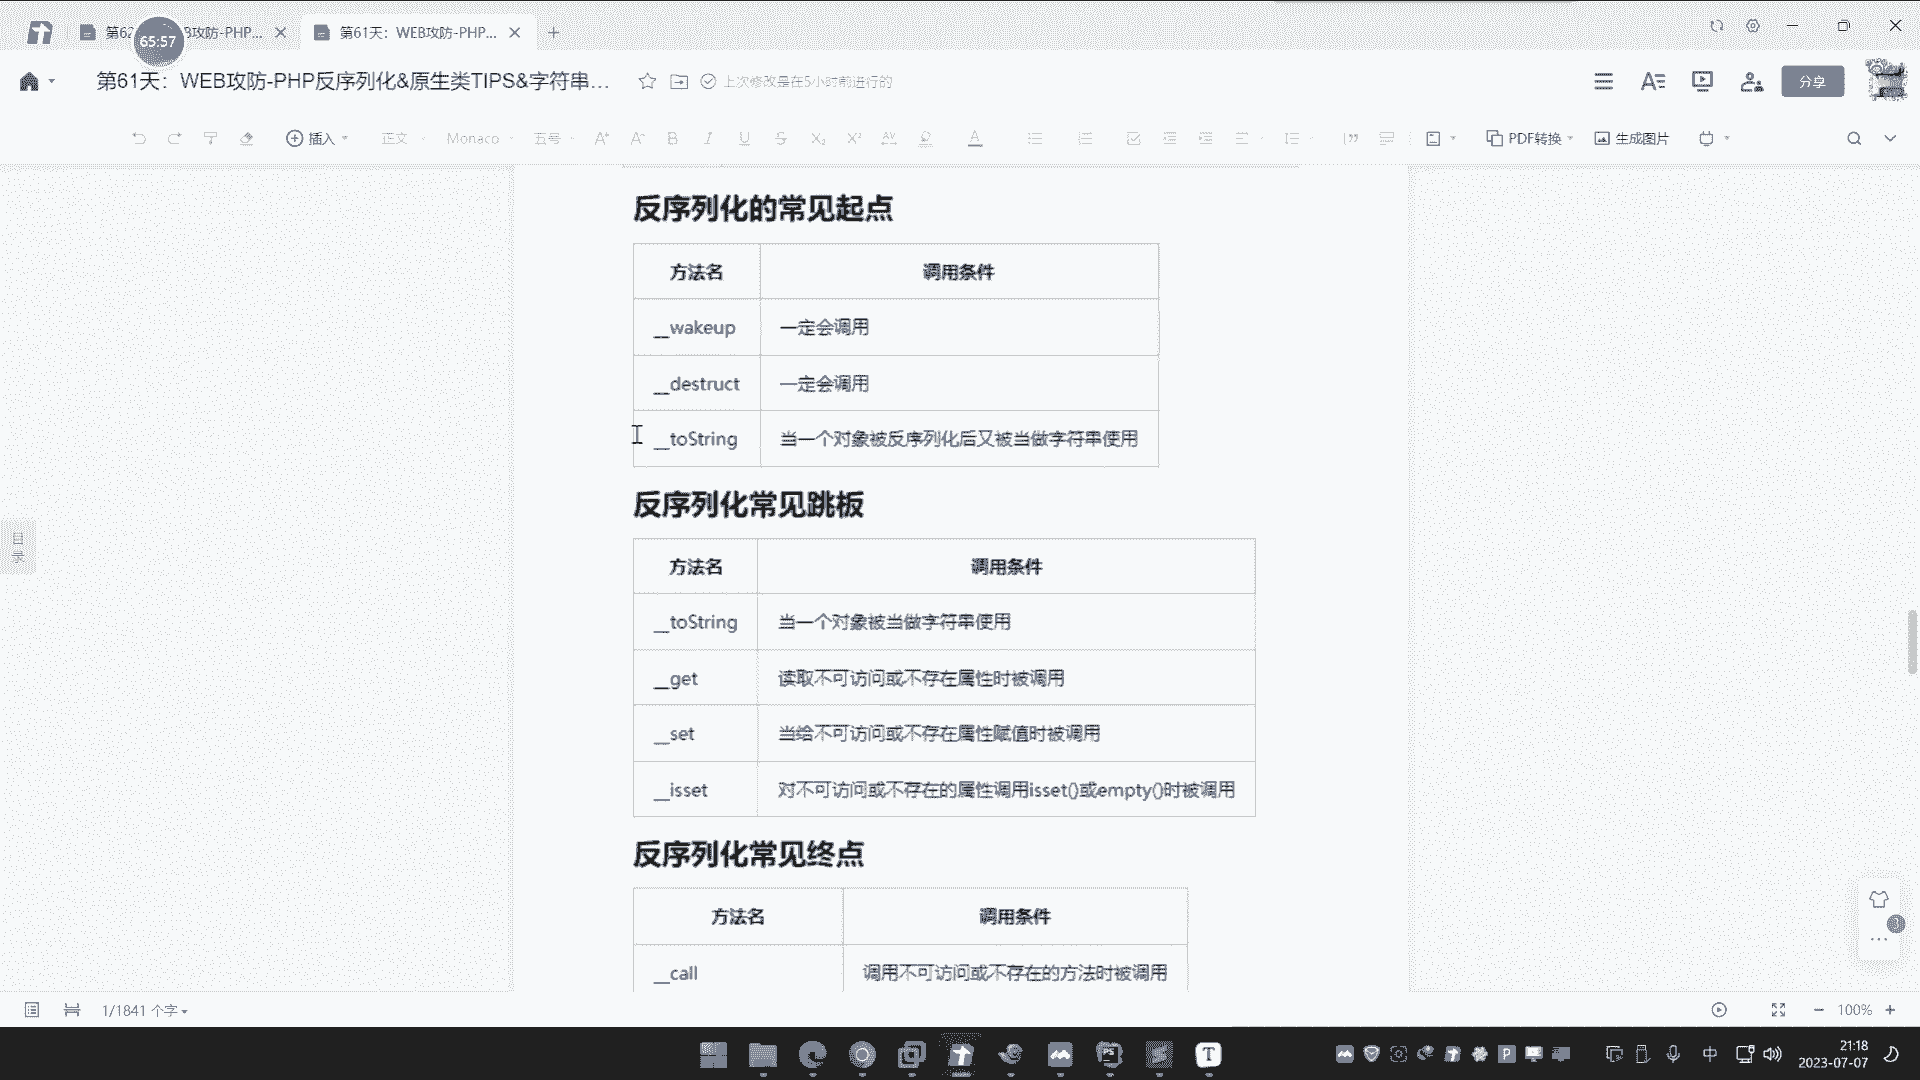 第62
B攻防-PHP...
65:57
第61天：WEB攻防-PHP...
第61天：WEB攻防-PHP反序列化&原生类TIPS&字符串...
上次修改是在5小时前进行的
分享
插入
正文
Monaco
五号
PDF转换
生成图片
反序列化的常见起点
方法名 调用条件
__wakeup 一定会调用
__destruct 一定会调用
__toString 当一个对象被反序列化后又被当做字符串使用
反序列化常见跳板
方法名 调用条件
__toString 当一个对象被当做字符串使用
__get 读取不可访问或不存在属性时被调用
__set 当给不可访问或不存在属性赋值时被调用
__isset 对不可访问或不存在的属性调用isset()或empty()时被调用
反序列化常见终点
方法名 调用条件
__call 调用不可访问或不存在的方法时被调用
目录
1/1841 个字
100%
中
21:18
2023-07-07